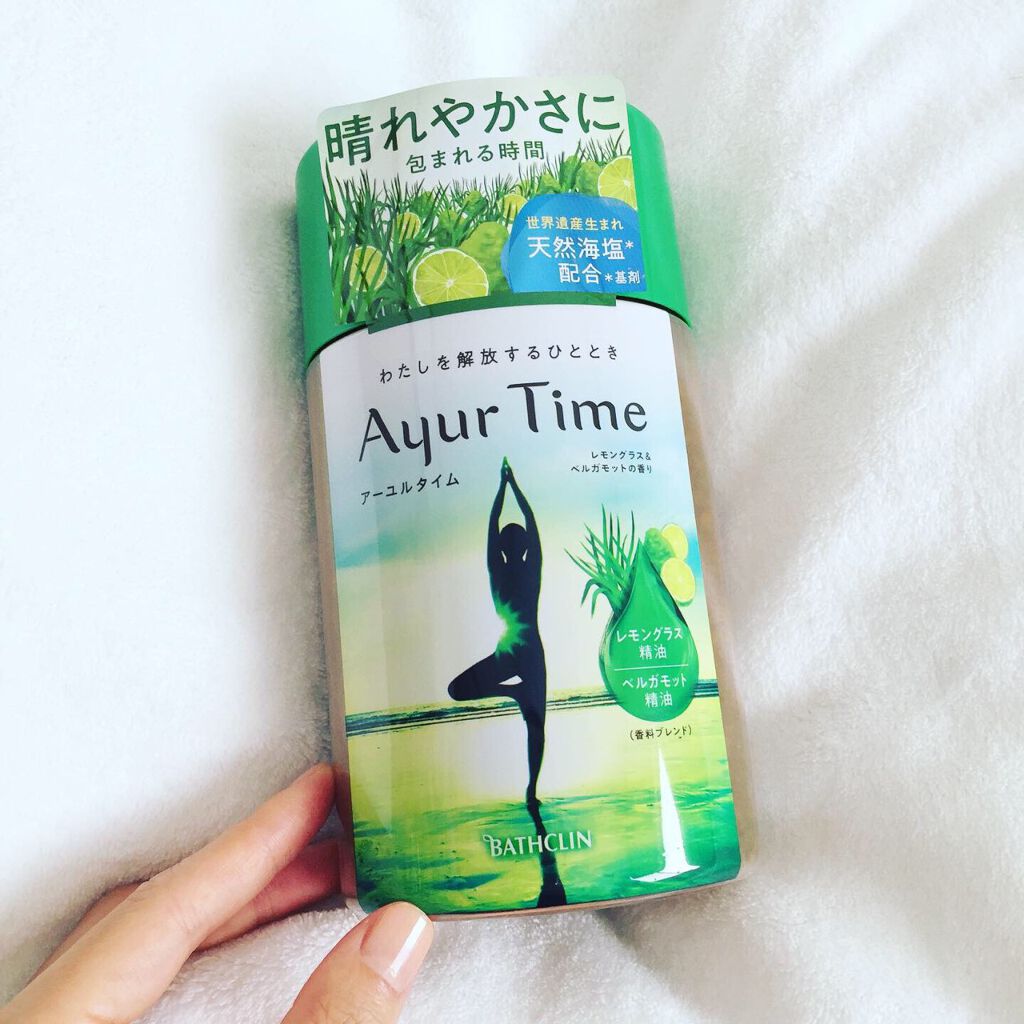 晴れやかさに
包まれる時間
世界遺産生まれ
天然海塩*
配合*基剤
わたしを解放するひととき
Ayur Time
アーユルタイム
レモングラス&
ベルガモットの香り
レモングラス
精油
ベルガモット
精油
(香料ブレンド)
BATHCLIN